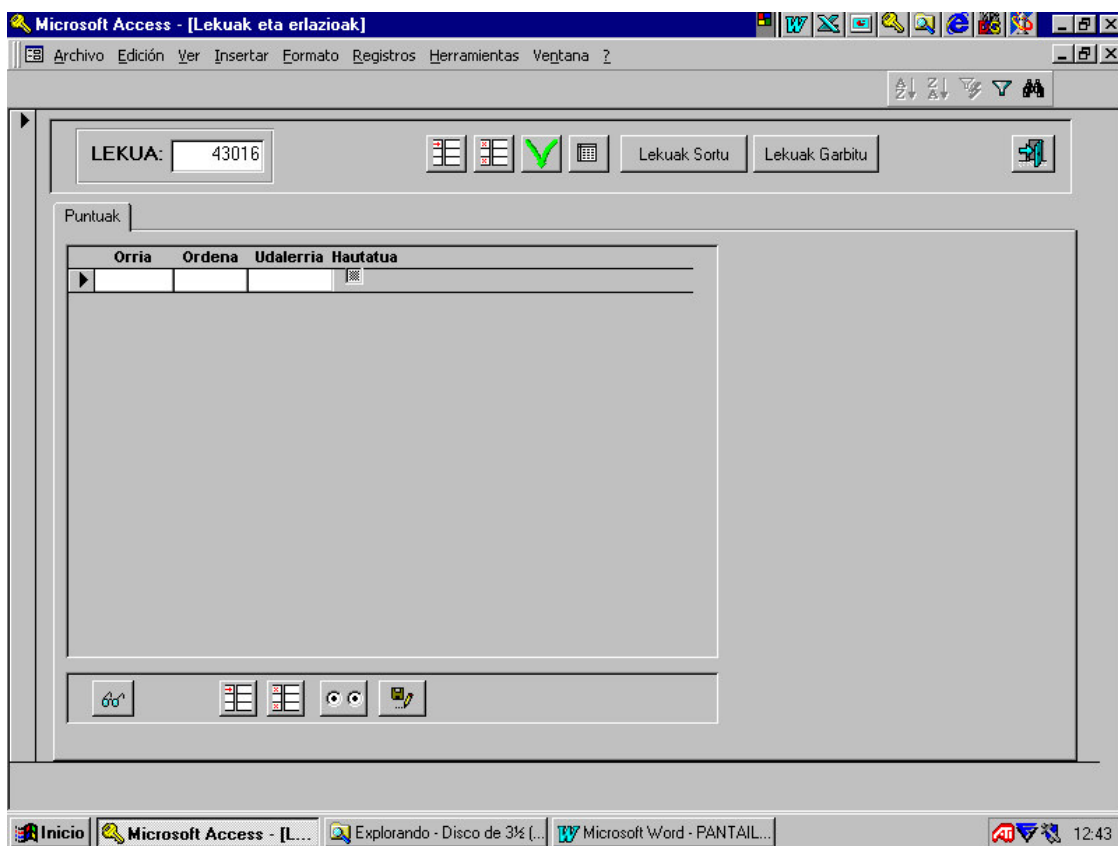 Microsoft Access - [Lekuak eta erlazioak]
Archivo Edición Ver Insertar Formato Registros Herramientas Ventana ?
LEKUA: 43016 Lekuak Sortu Lekuak Garbitu
Puntuak
Orria Ordena Udalerria Hautatua
Inicio Microsoft Access - [L... Explorando - Disco de 3½ (... Microsoft Word - PANTAIL... 12:43